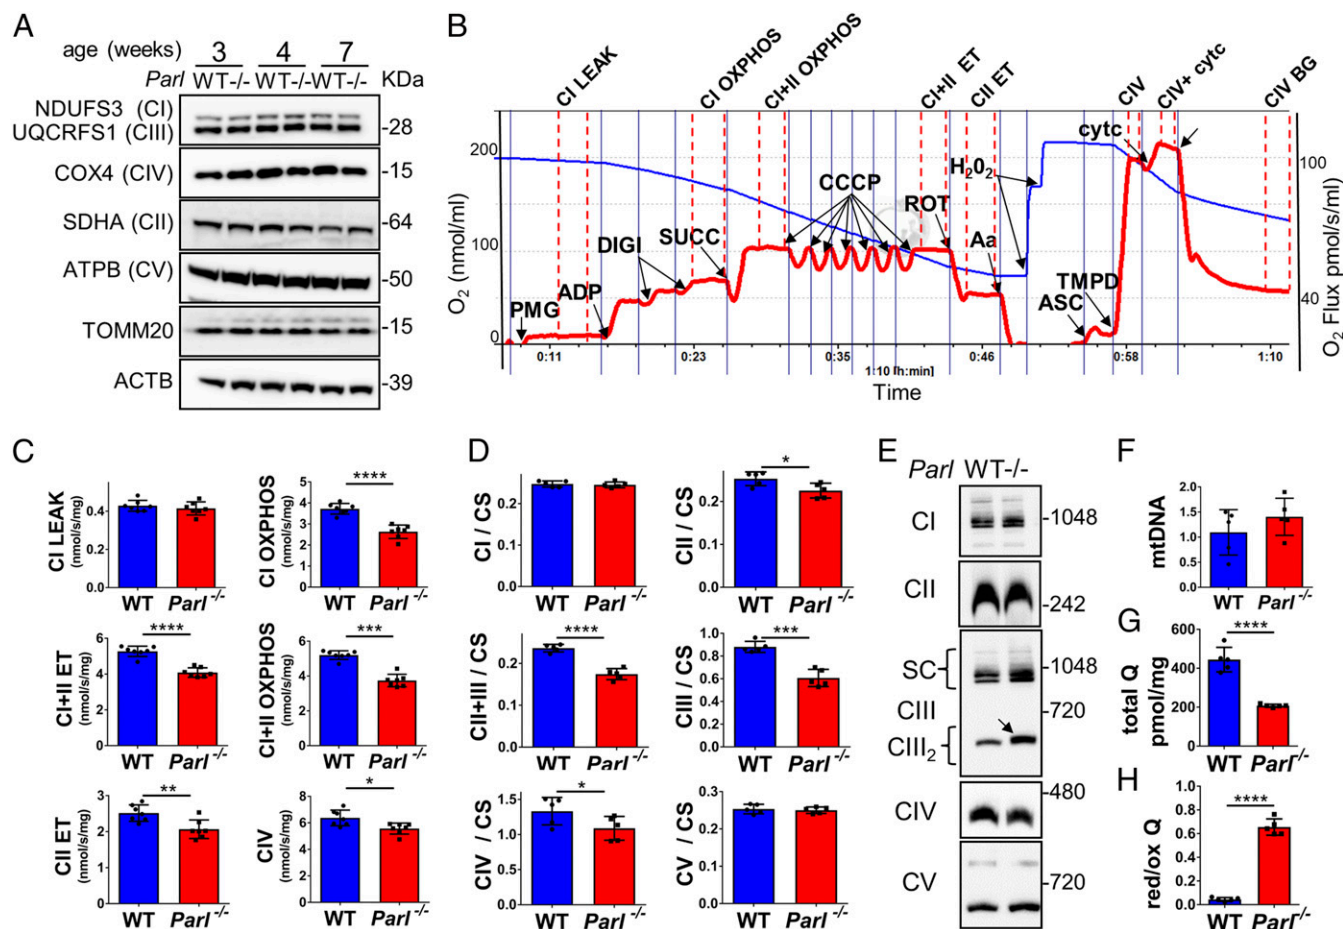 A
age (weeks) 3 4 7
Parl WT-/- WT-/- WT-/- KDa
NDUFS3 (CI)
UQCRFS1 (CIII)
-28
COX4 (CIV)
-15
SDHA (CII)
-64
ATPB (CV)
-50
TOMM20
-15
ACTB
-39
B
CI LEAK
CI OXPHOS
CI+II OXPHOS
CI+II ET
CII ET
CIV
CIV+ cytc
CIV BG
O2 (nmol/ml)
200
100
0
O2 Flux pmol/s/ml)
100
40
PMG
ADP
DIGI
SUCC
CCCP
ROT
Aa
H2O2
ASC
TMPD
cytc
0:11 0:23 0:35 0:46 0:58 1:10
1:10 [h:min]
Time
C
CI LEAK
(nmol/s/mg)
0.4
0.2
0.0
WT Parl-/-
CI OXPHOS
(nmol/s/mg)
****
4
2
0
WT Parl-/-
CI+II ET
(nmol/s/mg)
****
6
4
2
0
WT Parl-/-
CI+II OXPHOS
(nmol/s/mg)
***
6
4
2
0
WT Parl-/-
CII ET
(nmol/s/mg)
**
3
2
1
0
WT Parl-/-
CIV
(nmol/s/mg)
*
8
6
4
2
0
WT Parl-/-
D
CI / CS
0.2
0.1
0.0
WT Parl-/-
CII / CS
*
0.2
0.1
0.0
WT Parl-/-
CII+III / CS
****
0.2
0.1
0.0
WT Parl-/-
CIII / CS
***
1.0
0.8
0.6
0.4
0.2
0.0
WT Parl-/-
CIV / CS
*
1.5
1.0
0.5
0.0
WT Parl-/-
CV / CS
0.3
0.2
0.1
0.0
WT Parl-/-
E
Parl WT-/-
CI
-1048
CII
-242
SC
-1048
CIII
-720
CIII2
-480
CIV
CV
-720
F
mtDNA
2.0
1.5
1.0
0.5
0.0
WT Parl-/-
G
total Q
pmol/mg
****
600
400
200
0
WT Parl-/-
H
red/ox Q
****
1.0
0.8
0.6
0.4
0.2
0.0
WT Parl-/-